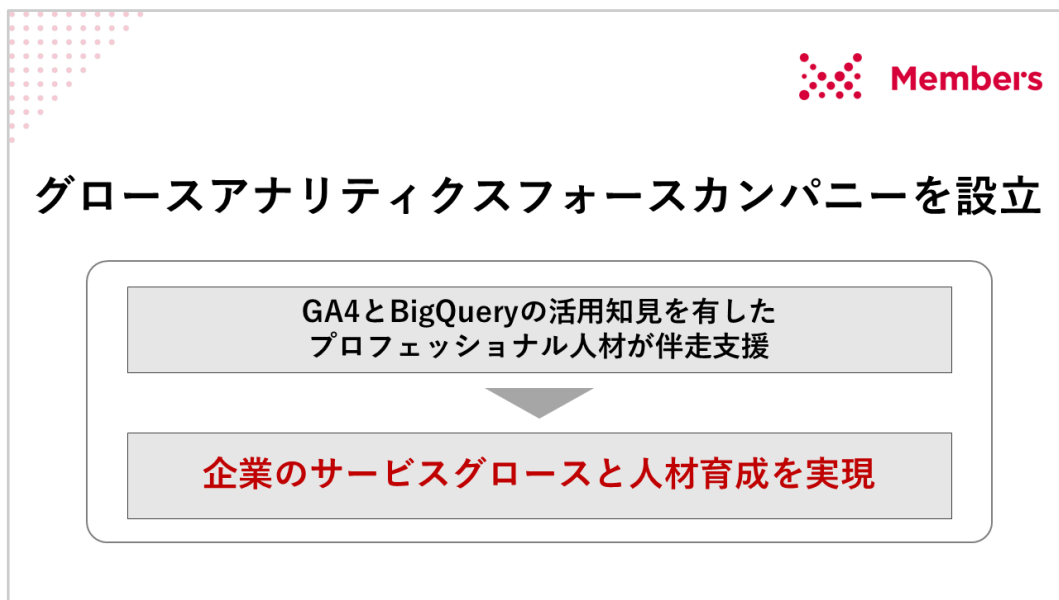 Members
グロースアナリティクスフォースカンパニーを設立
GA4とBigQueryの活用知見を有した
プロフェッショナル人材が伴走支援
企業のサービスグロースと人材育成を実現